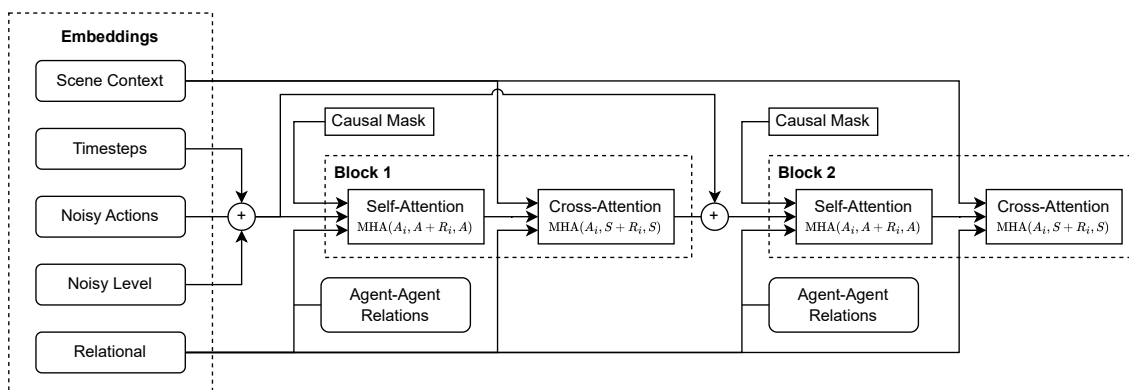 Embeddings
Scene Context
Timesteps
Noisy Actions
Noisy Level
Relational
+
Causal Mask
Block 1
Self-Attention
MHA(A_i, A + R_i, A)
Cross-Attention
MHA(A_i, S + R_i, S)
Agent-Agent
Relations
+
Causal Mask
Block 2
Self-Attention
MHA(A_i, A + R_i, A)
Cross-Attention
MHA(A_i, S + R_i, S)
Agent-Agent
Relations